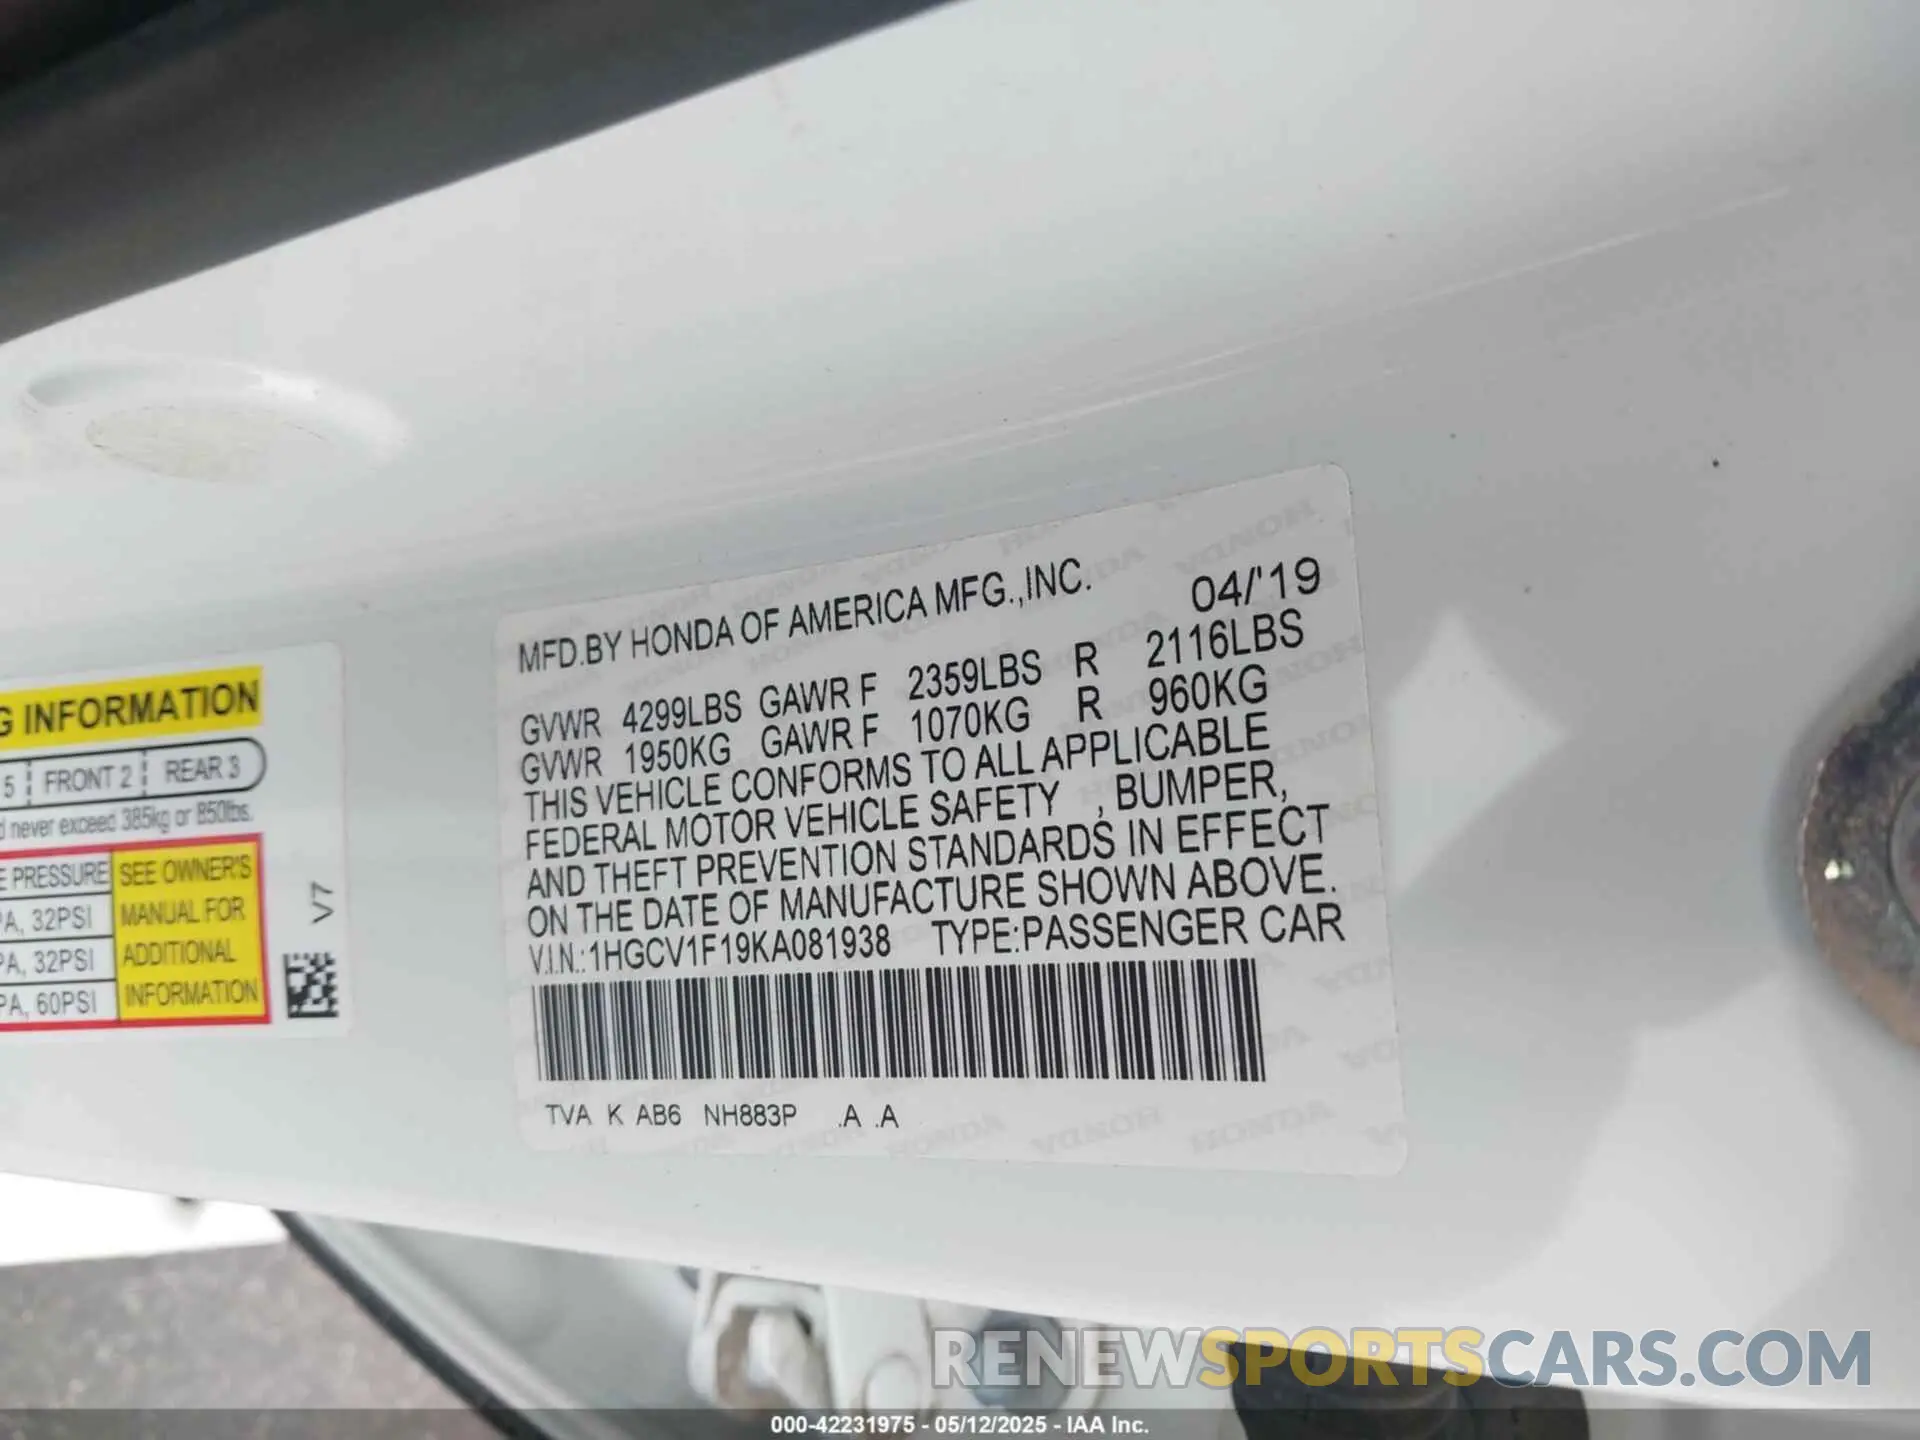 G INFORMATION
5 FRONT 2 REAR 3
never exceed 385kg or 850lbs.
E PRESSURE SEE OWNER'S
PA, 32PSI MANUAL FOR
PA, 32PSI ADDITIONAL
PA, 60PSI INFORMATION
V7
MFD.BY HONDA OF AMERICA MFG.,INC. 04/'19
GVWR 4299LBS GAWR F 2359LBS R 2116LBS
GVWR 1950KG GAWR F 1070KG R 960KG
THIS VEHICLE CONFORMS TO ALL APPLICABLE
FEDERAL MOTOR VEHICLE SAFETY , BUMPER,
AND THEFT PREVENTION STANDARDS IN EFFECT
ON THE DATE OF MANUFACTURE SHOWN ABOVE.
V.I.N.:1HGCV1F19KA081938 TYPE:PASSENGER CAR
TVA K AB6 NH883P .A .A
RENEWSPORTSCARS.COM
000-42231975 - 05/12/2025 - IAA Inc.